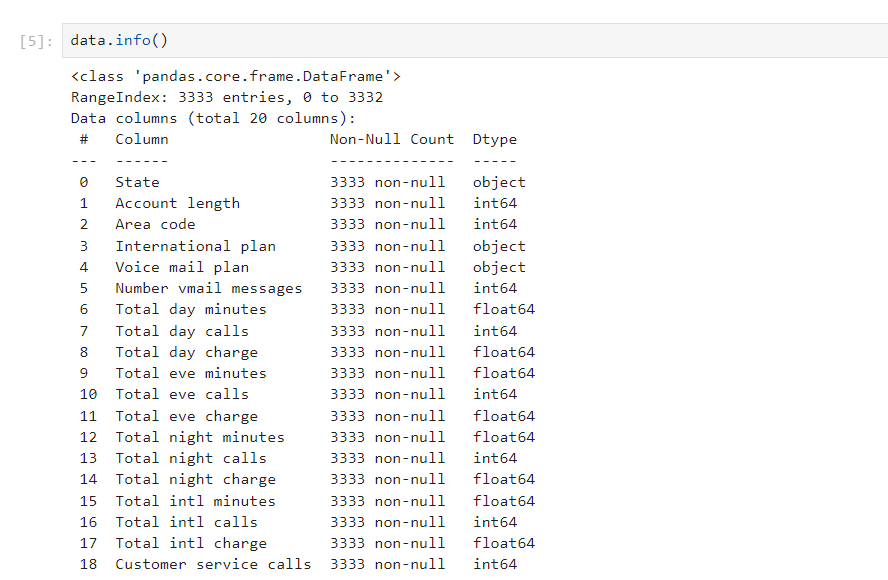 [5]: data.info()
<class 'pandas.core.frame.DataFrame'>
RangeIndex: 3333 entries, 0 to 3332
Data columns (total 20 columns):
 #   Column                  Non-Null Count  Dtype
---  ------                  --------------  -----
 0   State                   3333 non-null   object
 1   Account length          3333 non-null   int64
 2   Area code               3333 non-null   int64
 3   International plan      3333 non-null   object
 4   Voice mail plan         3333 non-null   object
 5   Number vmail messages   3333 non-null   int64
 6   Total day minutes       3333 non-null   float64
 7   Total day calls         3333 non-null   int64
 8   Total day charge        3333 non-null   float64
 9   Total eve minutes       3333 non-null   float64
 10  Total eve calls         3333 non-null   int64
 11  Total eve charge        3333 non-null   float64
 12  Total night minutes     3333 non-null   float64
 13  Total night calls       3333 non-null   int64
 14  Total night charge      3333 non-null   float64
 15  Total intl minutes      3333 non-null   float64
 16  Total intl calls        3333 non-null   int64
 17  Total intl charge       3333 non-null   float64
 18  Customer service calls  3333 non-null   int64